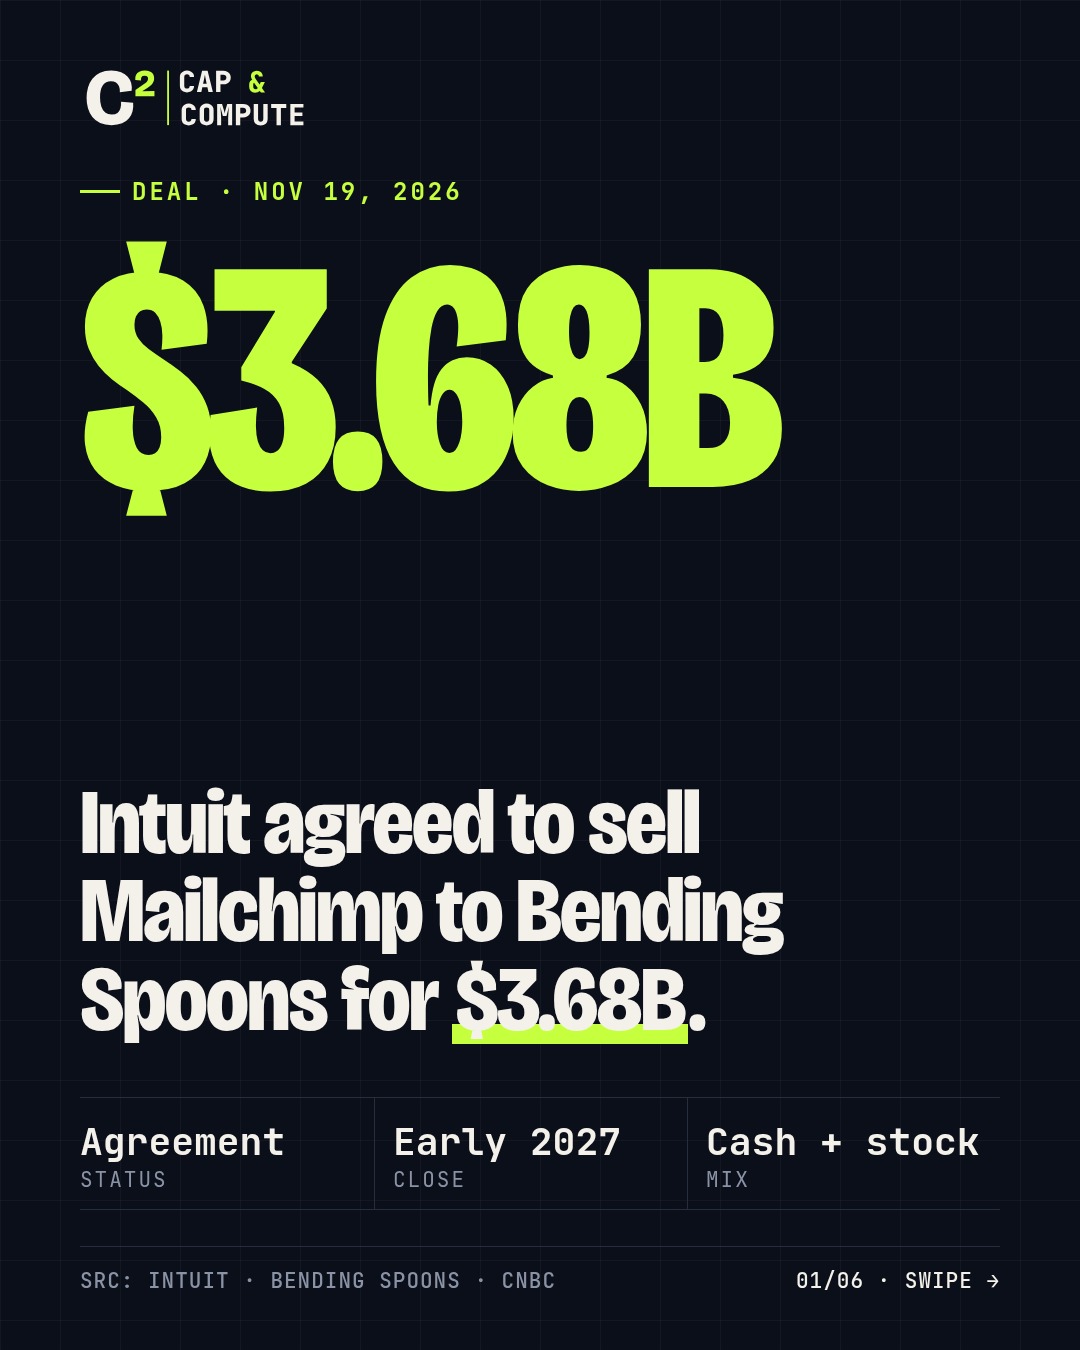 C² CAP &
COMPUTE
DEAL · NOV 19, 2026
$3.68B
Intuit agreed to sell
Mailchimp to Bending
Spoons for $3.68B.
Agreement Early 2027 Cash + stock
STATUS CLOSE MIX
SRC: INTUIT · BENDING SPOONS · CNBC 01/06 · SWIPE →